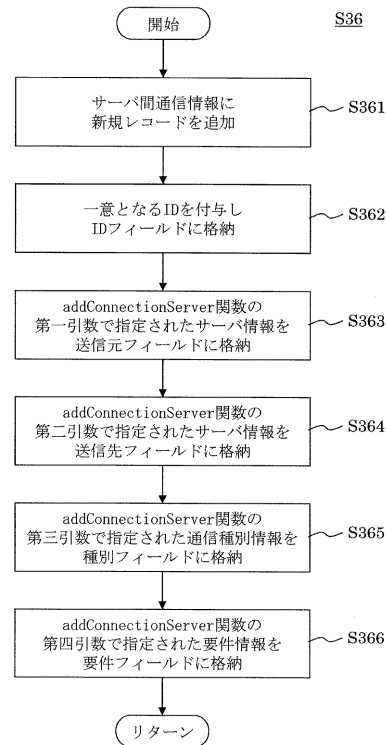 開始
S36
サーバ間通信情報に
新規レコードを追加
S361
一意となるIDを付与し
IDフィールドに格納
S362
addConnectionServer関数の
第一引数で指定されたサーバ情報を
送信元フィールドに格納
S363
addConnectionServer関数の
第二引数で指定されたサーバ情報を
送信先フィールドに格納
S364
addConnectionServer関数の
第三引数で指定された通信種別情報を
種別フィールドに格納
S365
addConnectionServer関数の
第四引数で指定された要件情報を
要件フィールドに格納
S366
リターン